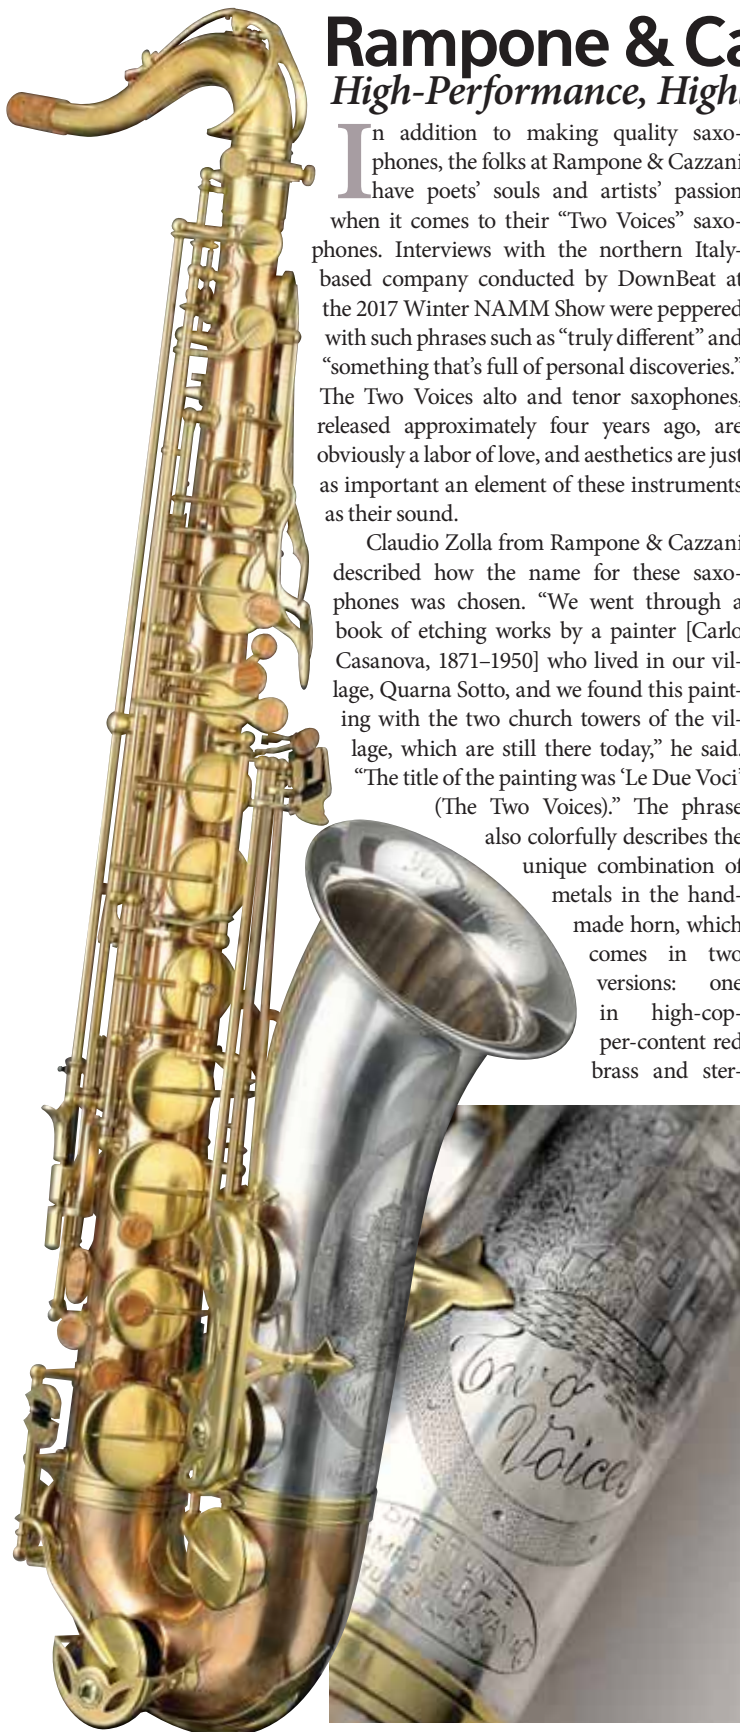 Rampone & Ca
High-Performance, High
In addition to making quality saxo-
phones, the folks at Rampone & Cazzani
have poets’ souls and artists’ passion
when it comes to their “Two Voices” saxo-
phones. Interviews with the northern Italy-
based company conducted by DownBeat at
the 2017 Winter NAMM Show were peppered
with such phrases such as “truly different” and
“something that’s full of personal discoveries.”
The Two Voices alto and tenor saxophones,
released approximately four years ago, are
obviously a labor of love, and aesthetics are just
as important an element of these instruments
as their sound.
Claudio Zolla from Rampone & Cazzani
described how the name for these saxo-
phones was chosen. “We went through a
book of etching works by a painter [Carlo
Casanova, 1871–1950] who lived in our vil-
lage, Quarna Sotto, and we found this paint-
ing with the two church towers of the vil-
lage, which are still there today,” he said.
“The title of the painting was ‘Le Due Voci’
(The Two Voices).” The phrase
also colorfully describes the
unique combination of
metals in the hand-
made horn, which
comes in two
versions: one
in high-cop-
per-content red
brass and ster-
Two
Voices